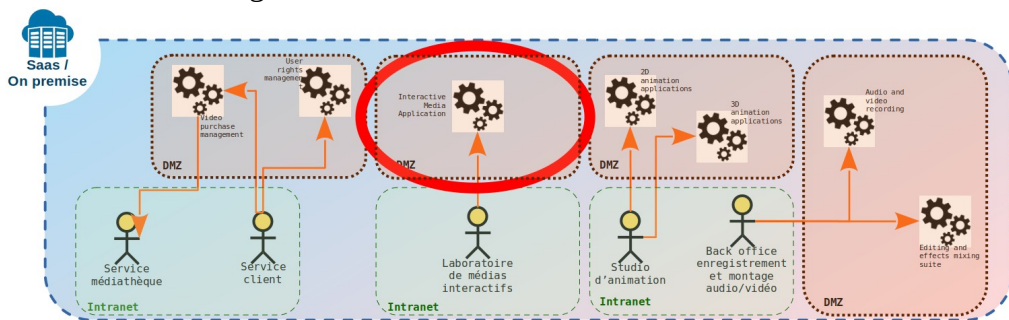 Saas /
On premise
User
rights
management
Video
purchase
management
DMZ
Interactive
Media
Application
DMZ
2D
animation
applications
3D
animation
applications
DMZ
Audio and
video
recording
Editing and
effects mixing
suite
DMZ
Service
médiathèque
Service
client
Intranet
Laboratoire
de médias
interactifs
Intranet
Studio
d'animation
Back office
enregistrement
et montage
audio/vidéo
Intranet